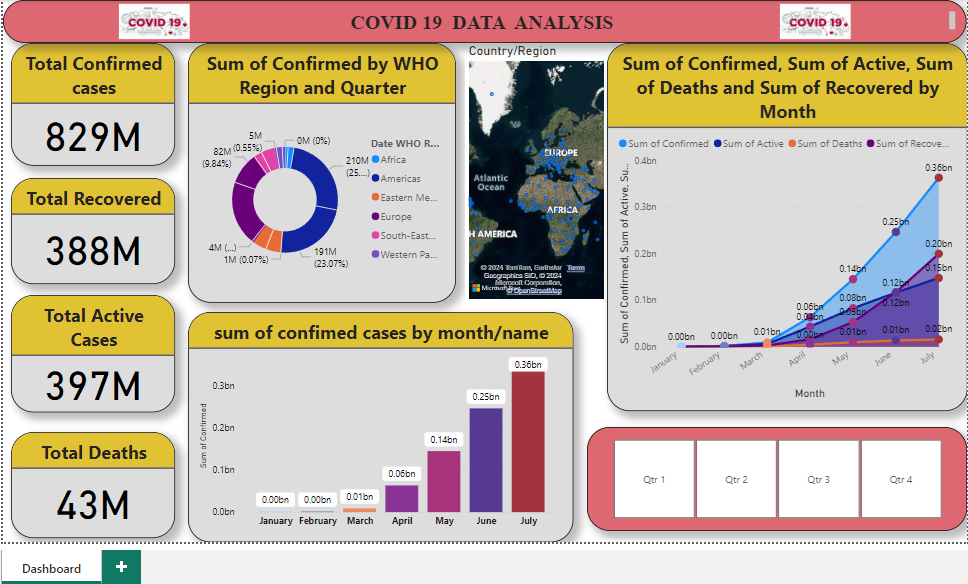 COVID 19
COVID 19 DATA ANALYSIS
COVID 19
Total Confirmed
cases
829M
Total Recovered
388M
Total Active
Cases
397M
Total Deaths
43M
Sum of Confirmed by WHO
Region and Quarter
0M (0%)
5M
(0.55%)
82M
(9.84%)
210M
(25....)
4M (...)
1M (0.07%)
191M
(23.07%)
Date WHO R...
Africa
Americas
Eastern Me...
Europe
South-East...
Western Pa...
Country/Region
EUROPE
Atlantic
Ocean
AFRICA
H AMERICA
© 2024 TomTom, Earthstar
Geographics SIO, © 2024
Microsoft Corporation,
© OpenStreetMap
Terms
Microsoft
Sum of Confirmed, Sum of Active, Sum
of Deaths and Sum of Recovered by
Month
Sum of Confirmed
Sum of Active
Sum of Deaths
Sum of Recove...
Sum of Confirmed, Sum of Active, Su...
0.4bn
0.3bn
0.2bn
0.1bn
0.0bn
0.36bn
0.25bn
0.20bn
0.15bn
0.14bn
0.12bn
0.12bn
0.08bn
0.06bn
0.05bn
0.00bn
0.00bn
0.01bn
0.00bn
0.01bn
0.01bn
0.02bn
January
February
March
April
May
June
July
Month
sum of confimed cases by month/name
Sum of Confirmed
0.3bn
0.2bn
0.1bn
0.0bn
0.00bn
0.00bn
0.01bn
0.06bn
0.14bn
0.25bn
0.36bn
January
February
March
April
May
June
July
Qtr 1
Qtr 2
Qtr 3
Qtr 4
Dashboard
+